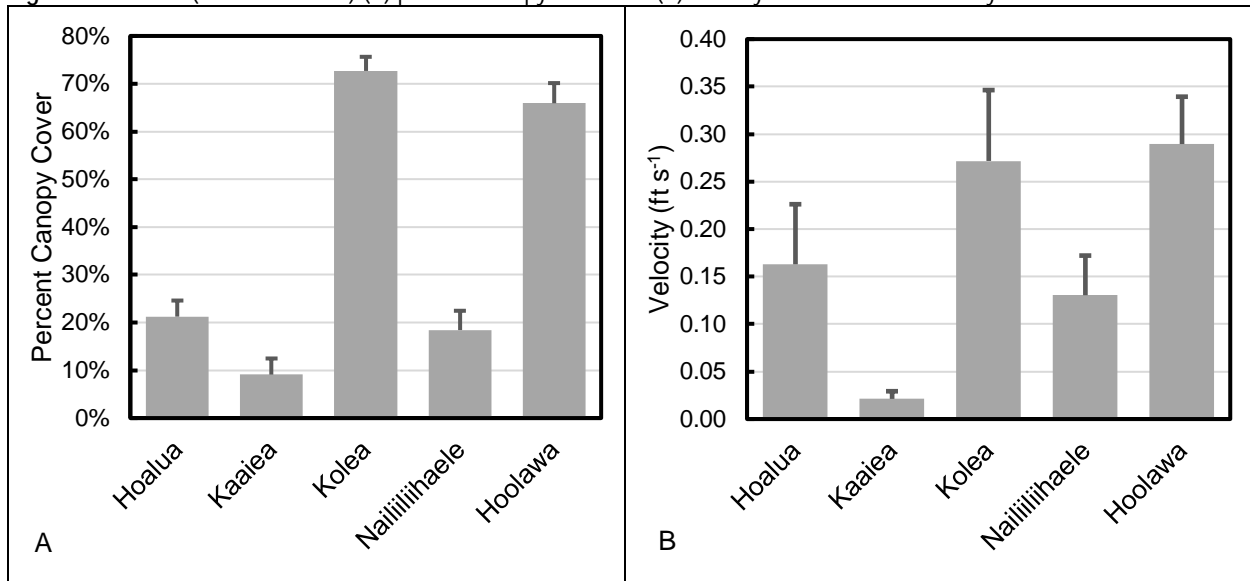 80%
70%
60%
50%
40%
30%
20%
10%
0%
Percent Canopy Cover
Hoalua
Kaaiea
Kolea
Nailiiliihaele
Hoolawa
A
0.40
0.35
0.30
0.25
0.20
0.15
0.10
0.05
0.00
Velocity (ft s-1)
Hoalua
Kaaiea
Kolea
Nailiiliihaele
Hoolawa
B